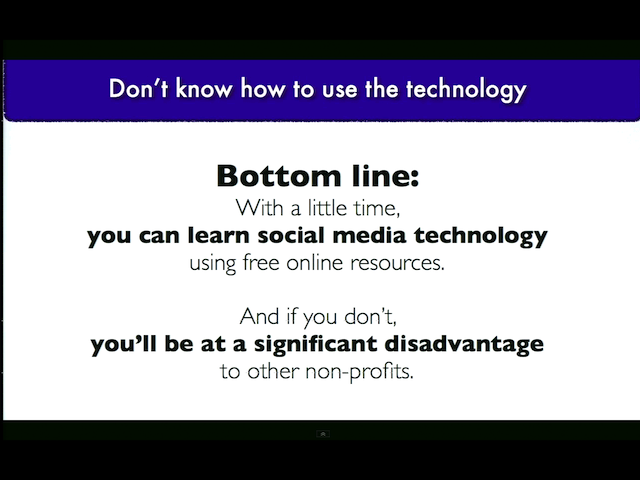 Don't know how to use the technology
Bottom line:
With a little time,
you can learn social media technology
using free online resources.
And if you don't,
you'll be at a significant disadvantage
to other non-profits.